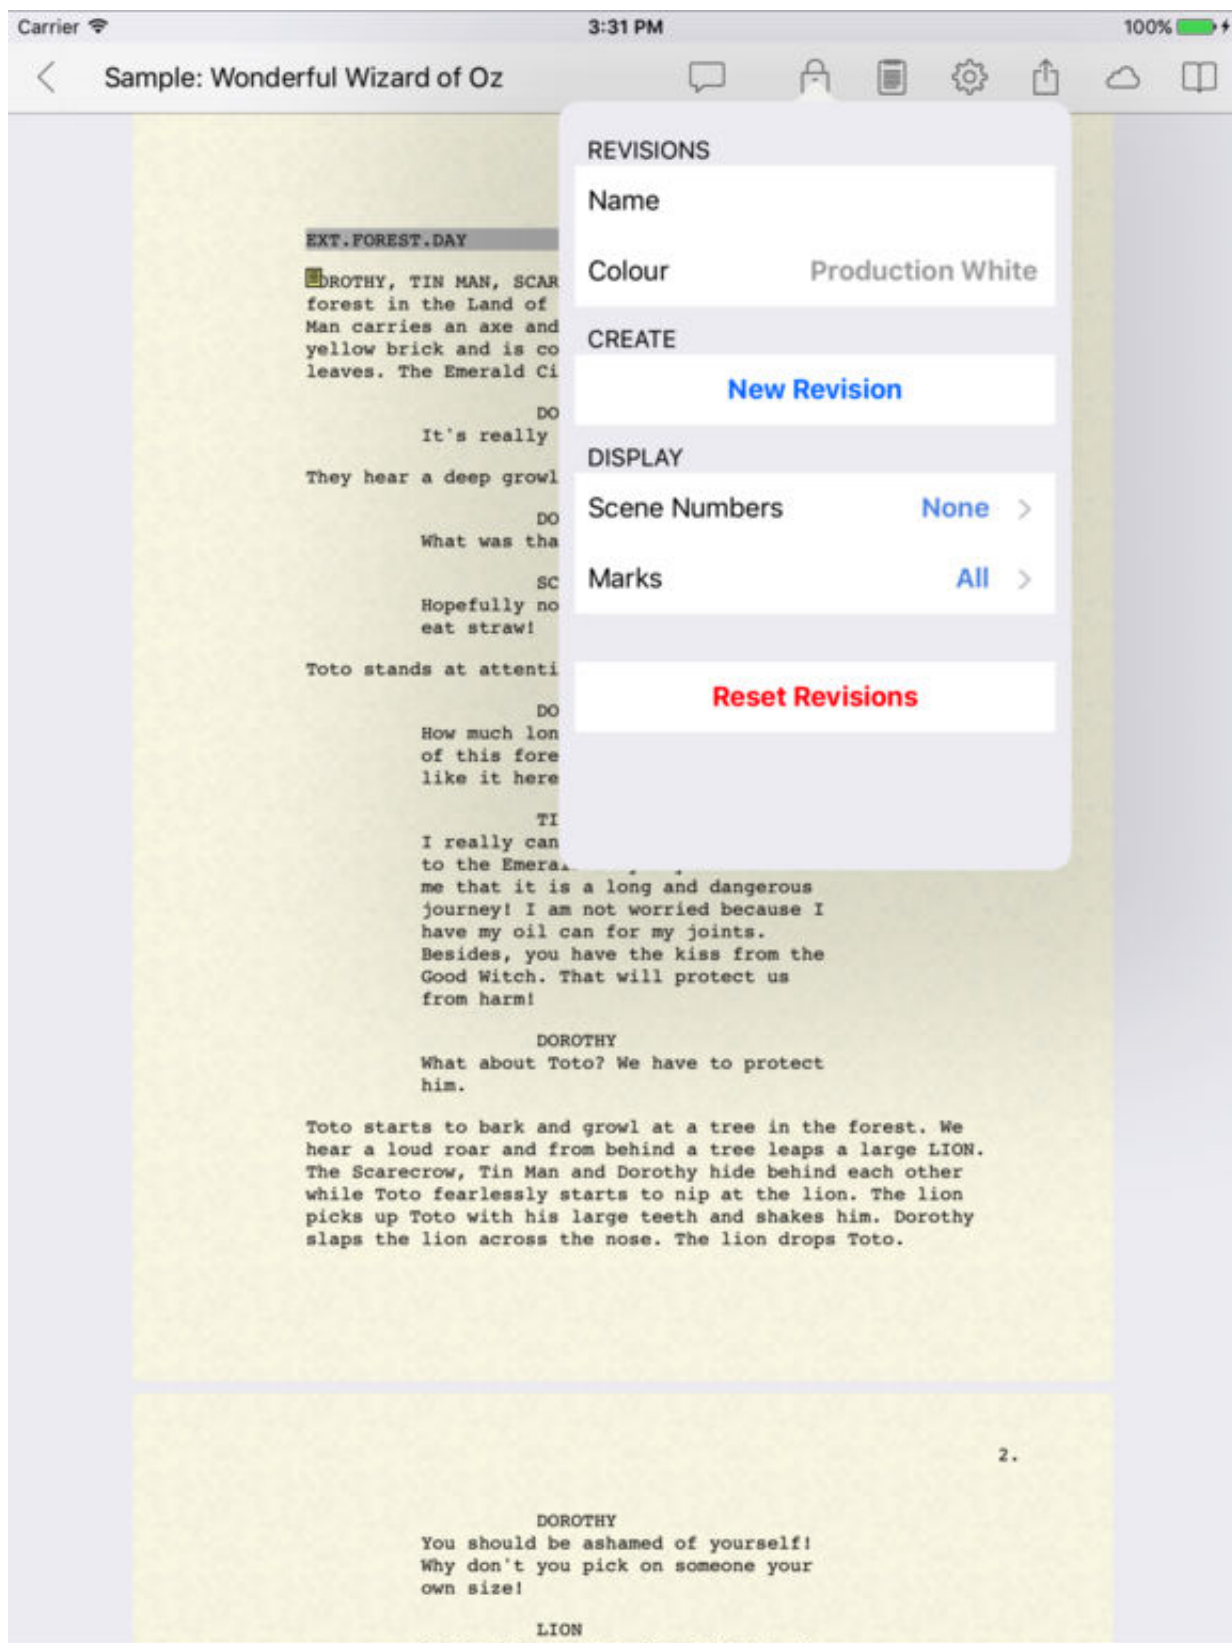 Carrier
3:31 PM
100%
Sample: Wonderful Wizard of Oz
REVISIONS
Name
Colour Production White
CREATE
New Revision
DISPLAY
Scene Numbers None
Marks All
Reset Revisions
EXT.FOREST.DAY
DOROTHY, TIN MAN, SCAR
forest in the Land of
Man carries an axe and
yellow brick and is co
leaves. The Emerald Ci
DO
It's really
They hear a deep growl
DO
What was tha
SC
Hopefully no
eat straw!
Toto stands at attenti
DO
How much lon
of this fore
like it here
TI
I really can
to the Emeral
me that it is a long and dangerous
journey! I am not worried because I
have my oil can for my joints.
Besides, you have the kiss from the
Good Witch. That will protect us
from harm!
DOROTHY
What about Toto? We have to protect
him.
Toto starts to bark and growl at a tree in the forest. We
hear a loud roar and from behind a tree leaps a large LION.
The Scarecrow, Tin Man and Dorothy hide behind each other
while Toto fearlessly starts to nip at the lion. The lion
picks up Toto with his large teeth and shakes him. Dorothy
slaps the lion across the nose. The lion drops Toto.
2.
DOROTHY
You should be ashamed of yourself!
Why don't you pick on someone your
own size!
LION